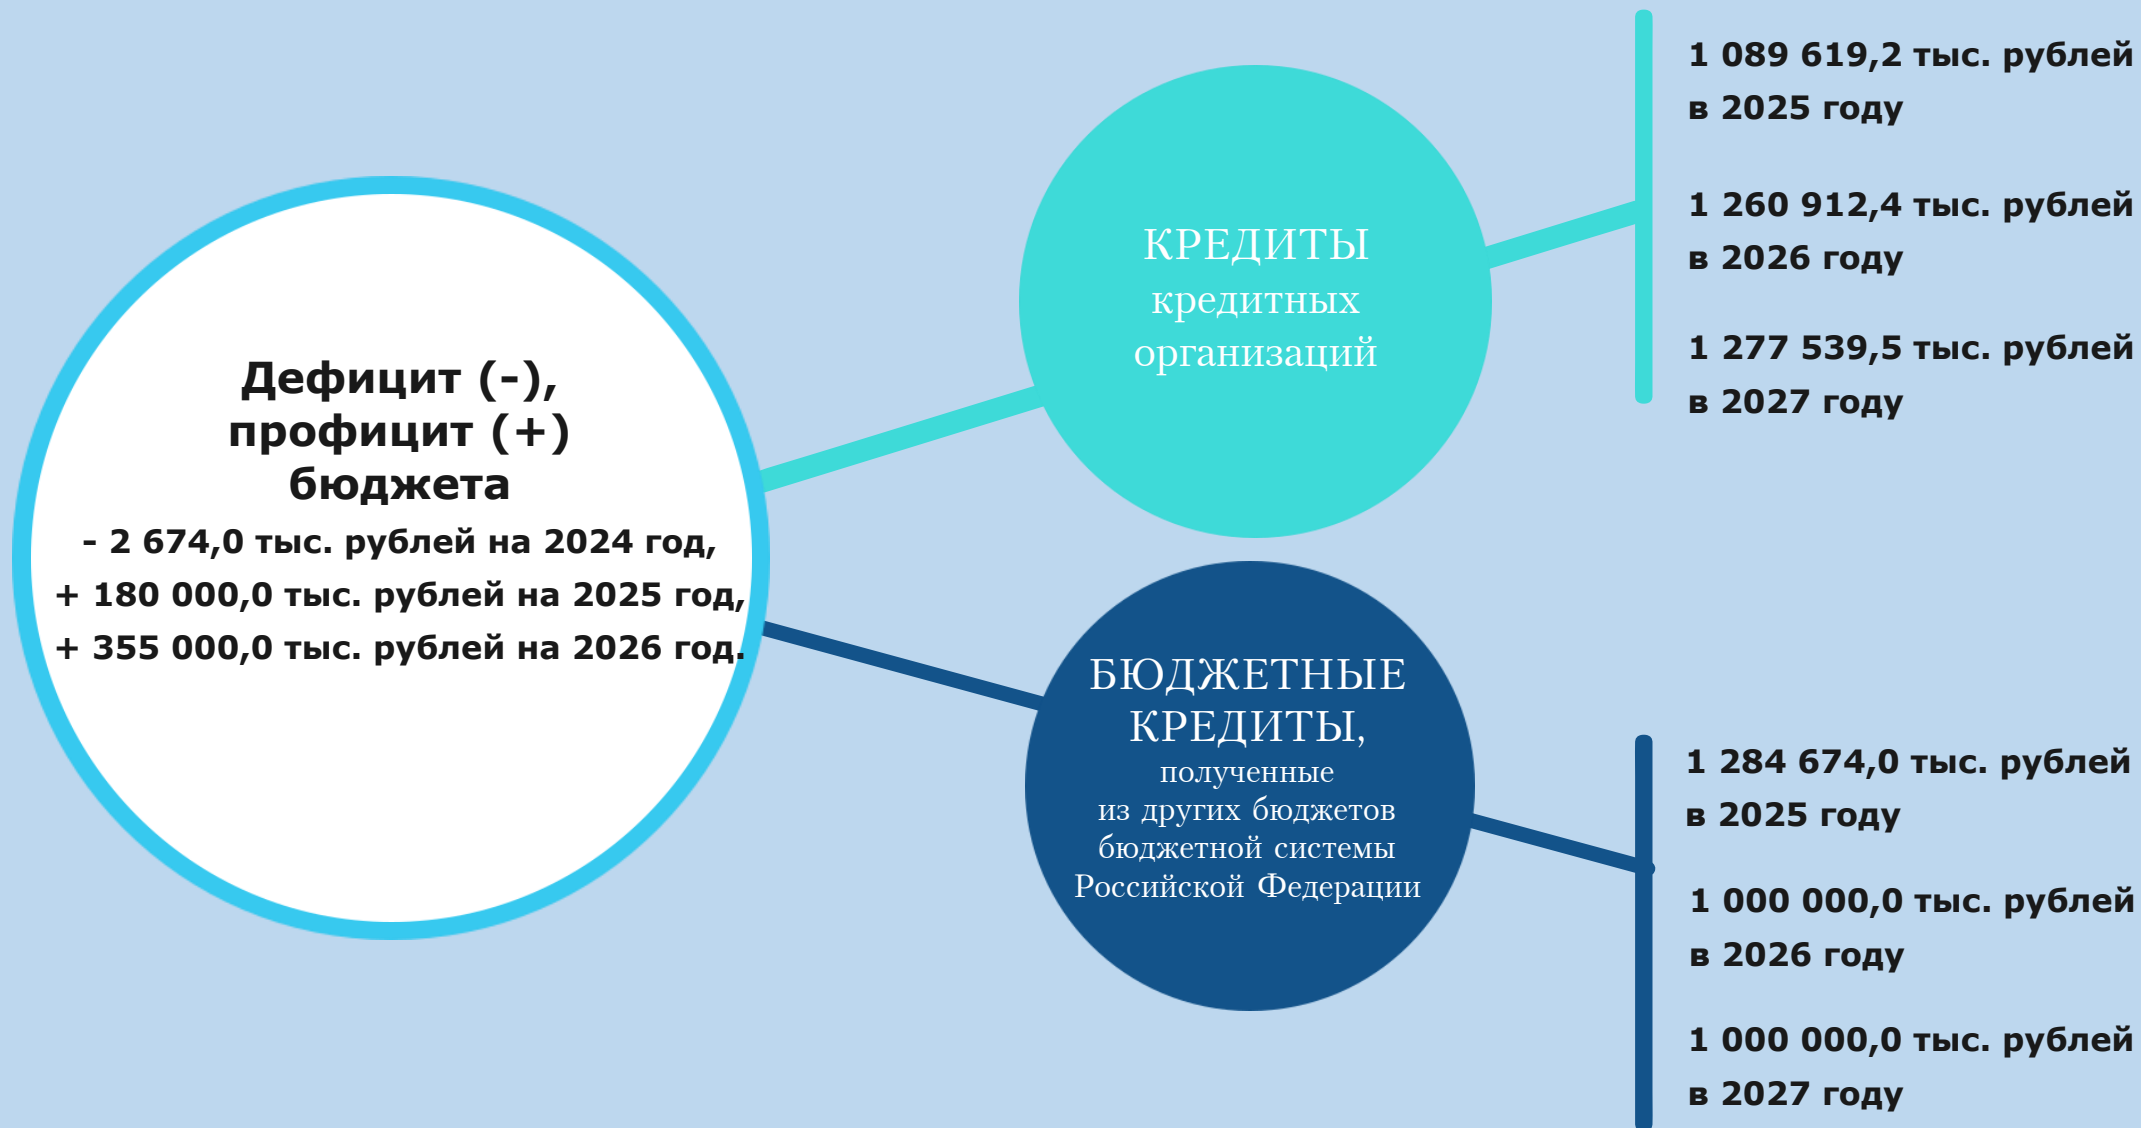 Дефицит (-),
профицит (+)
бюджета
- 2 674,0 тыс. рублей на 2024 год,
+ 180 000,0 тыс. рублей на 2025 год,
+ 355 000,0 тыс. рублей на 2026 год.
КРЕДИТЫ
кредитных
организаций
1 089 619,2 тыс. рублей
в 2025 году
1 260 912,4 тыс. рублей
в 2026 году
1 277 539,5 тыс. рублей
в 2027 году
БЮДЖЕТНЫЕ
КРЕДИТЫ,
полученные
из других бюджетов
бюджетной системы
Российской Федерации
1 284 674,0 тыс. рублей
в 2025 году
1 000 000,0 тыс. рублей
в 2026 году
1 000 000,0 тыс. рублей
в 2027 году